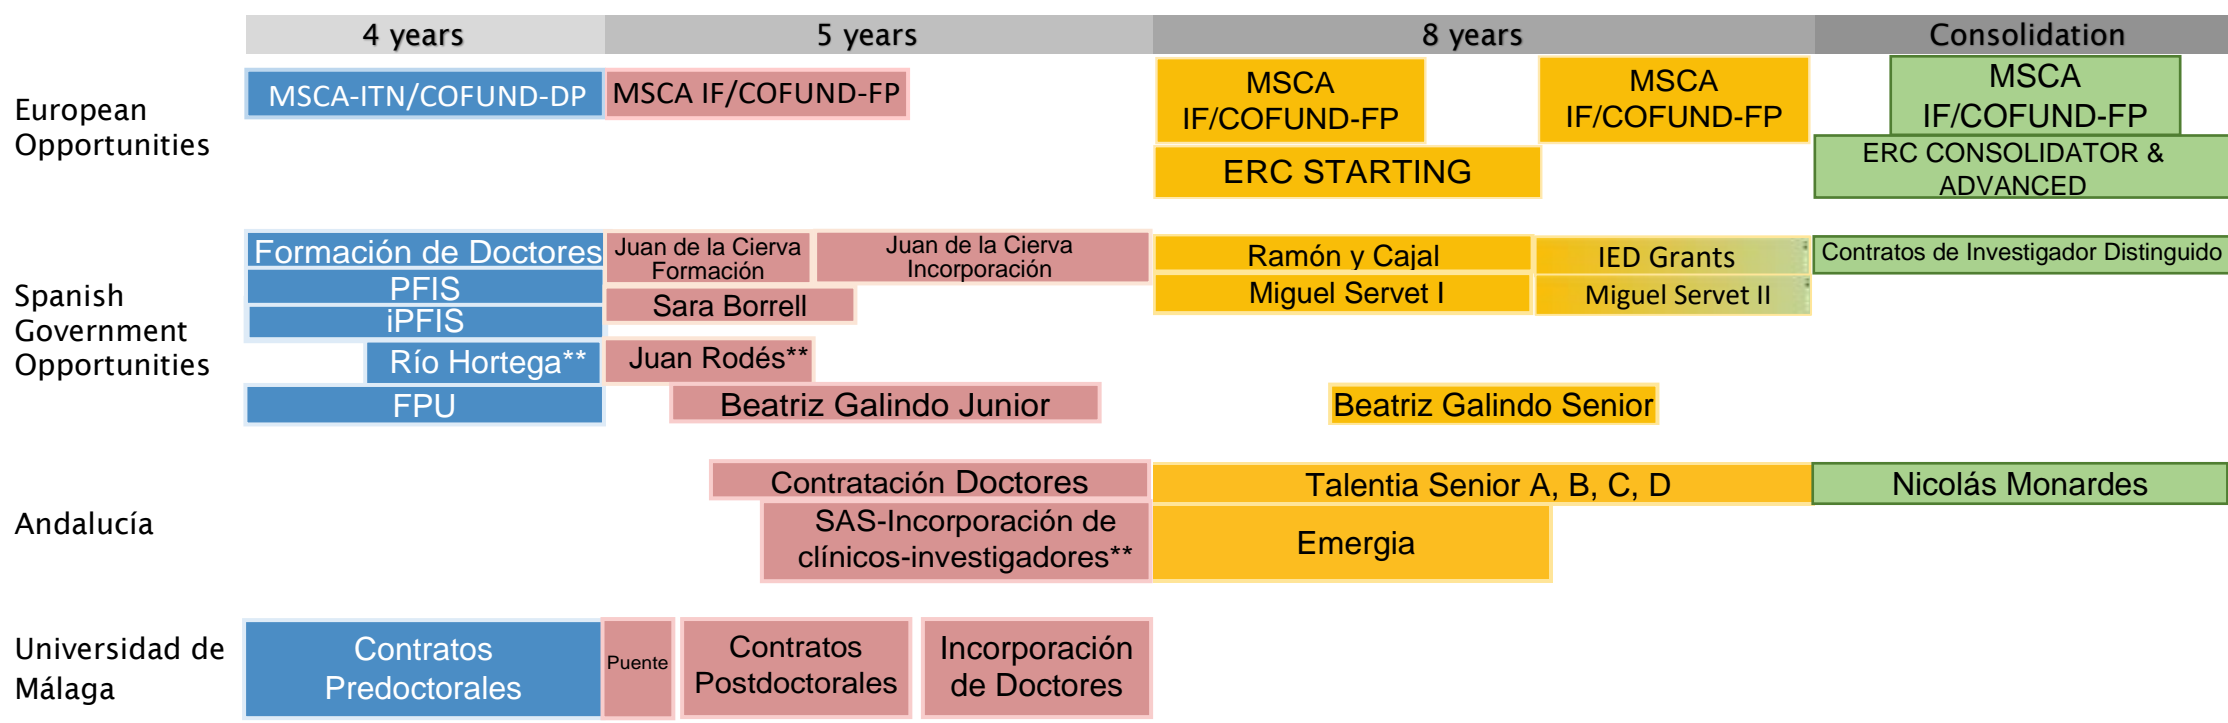 4 years
5 years
8 years
Consolidation
European
Opportunities
MSCA-ITN/COFUND-DP
MSCA IF/COFUND-FP
MSCA
IF/COFUND-FP
MSCA
IF/COFUND-FP
MSCA
IF/COFUND-FP
ERC STARTING
ERC CONSOLIDATOR &
ADVANCED
Spanish
Government
Opportunities
Formación de Doctores
Juan de la Cierva
Formación
Juan de la Cierva
Incorporación
Ramón y Cajal
IED Grants
Contratos de Investigador Distinguido
PFIS
Sara Borrell
Miguel Servet I
Miguel Servet II
iPFIS
Río Hortega**
Juan Rodés**
FPU
Beatriz Galindo Junior
Beatriz Galindo Senior
Andalucía
Contratación Doctores
Talentia Senior A, B, C, D
Nicolás Monardes
SAS-Incorporación de
clínicos-investigadores**
Emergia
Universidad de
Málaga
Contratos
Predoctorales
Puente
Contratos
Postdoctorales
Incorporación
de Doctores